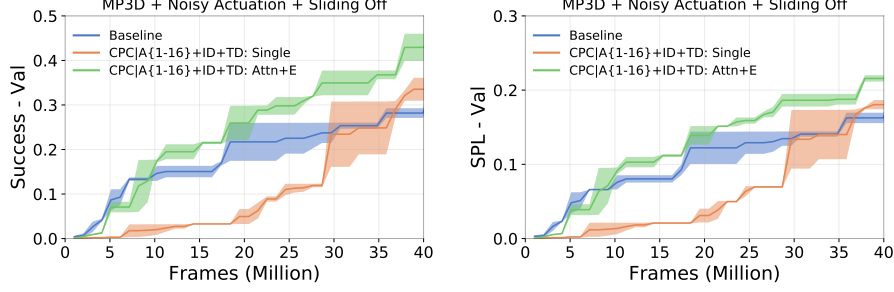 MP3D + Noisy Actuation + Sliding Off
Success - Val
0.5
0.4
0.3
0.2
0.1
0.0
Baseline
CPC|A{1-16}+ID+TD: Single
CPC|A{1-16}+ID+TD: Attn+E
0 5 10 15 20 25 30 35 40
Frames (Million)
MP3D + Noisy Actuation + Sliding Off
SPL - Val
0.3
0.2
0.1
0.0
Baseline
CPC|A{1-16}+ID+TD: Single
CPC|A{1-16}+ID+TD: Attn+E
0 5 10 15 20 25 30 35 40
Frames (Million)